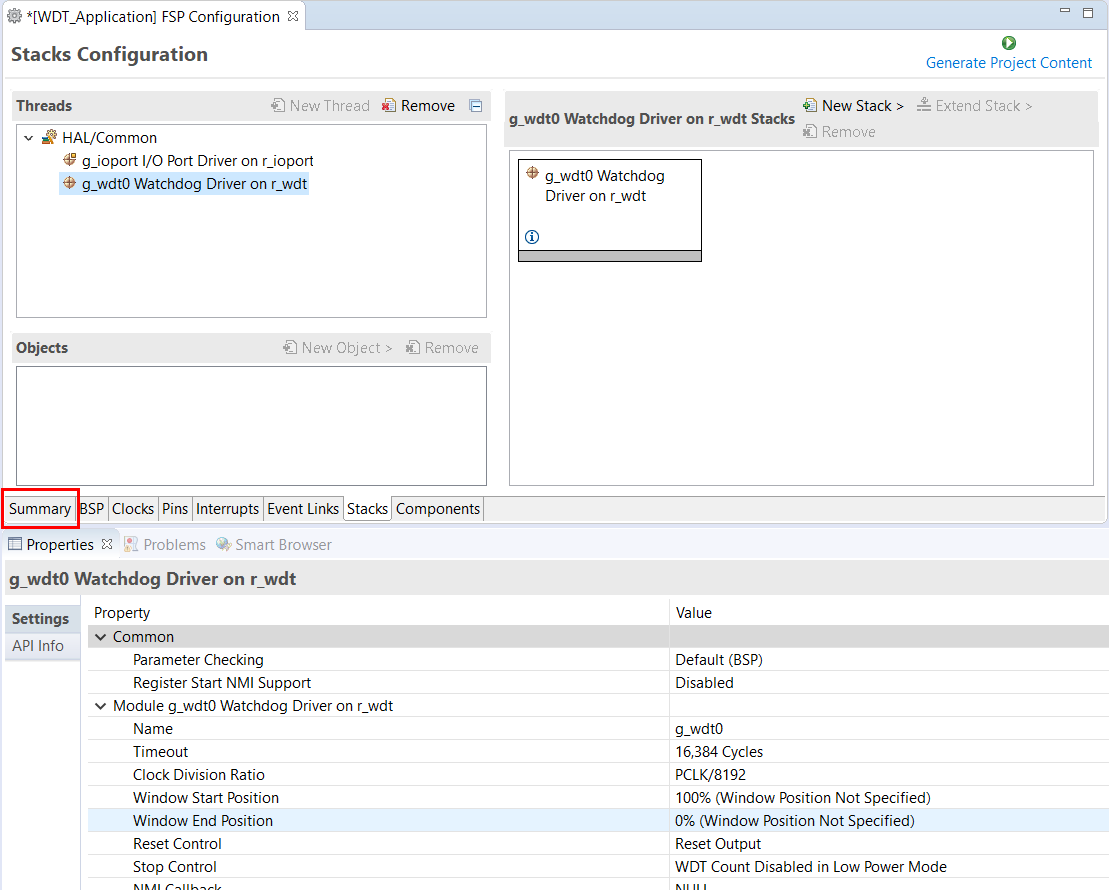 *[WDT_Application] FSP Configuration
Stacks Configuration
Generate Project Content
Threads
New Thread
Remove
HAL/Common
g_ioport I/O Port Driver on r_ioport
g_wdt0 Watchdog Driver on r_wdt
Objects
New Object >
Remove
g_wdt0 Watchdog Driver on r_wdt Stacks
New Stack >
Extend Stack >
Remove
g_wdt0 Watchdog
Driver on r_wdt
Summary BSP Clocks Pins Interrupts Event Links Stacks Components
Properties Problems Smart Browser
g_wdt0 Watchdog Driver on r_wdt
Settings
API Info
Property Value
Common
Parameter Checking Default (BSP)
Register Start NMI Support Disabled
Module g_wdt0 Watchdog Driver on r_wdt
Name g_wdt0
Timeout 16,384 Cycles
Clock Division Ratio PCLK/8192
Window Start Position 100% (Window Position Not Specified)
Window End Position 0% (Window Position Not Specified)
Reset Control Reset Output
Stop Control WDT Count Disabled in Low Power Mode
NMI Callback NULL